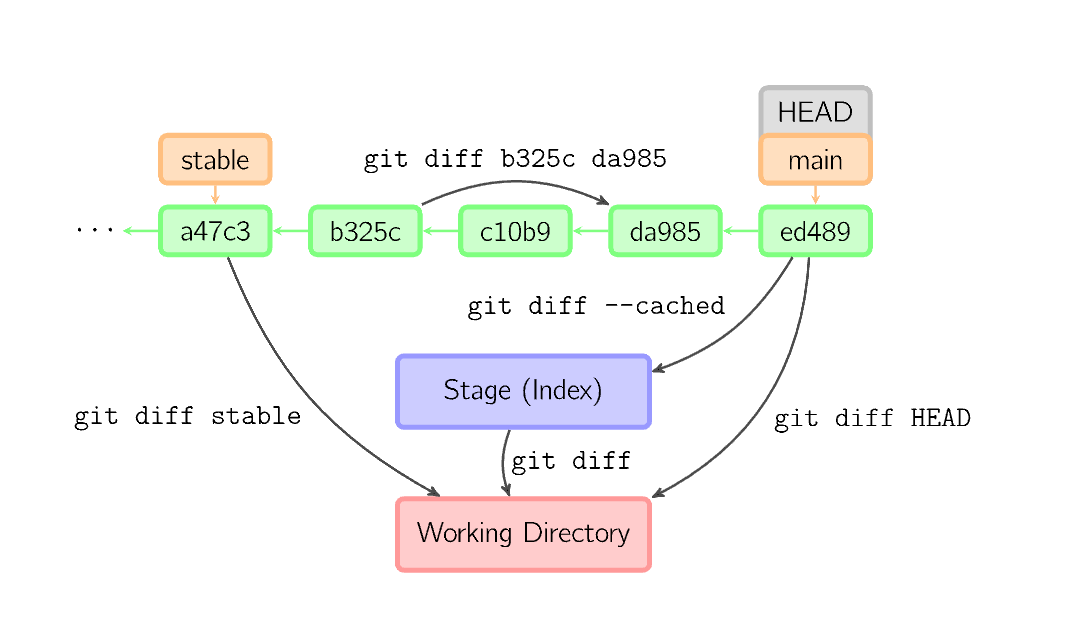 HEAD
stable
main
git diff b325c da985
...
a47c3
b325c
c10b9
da985
ed489
git diff --cached
Stage (Index)
git diff stable
git diff HEAD
git diff
Working Directory